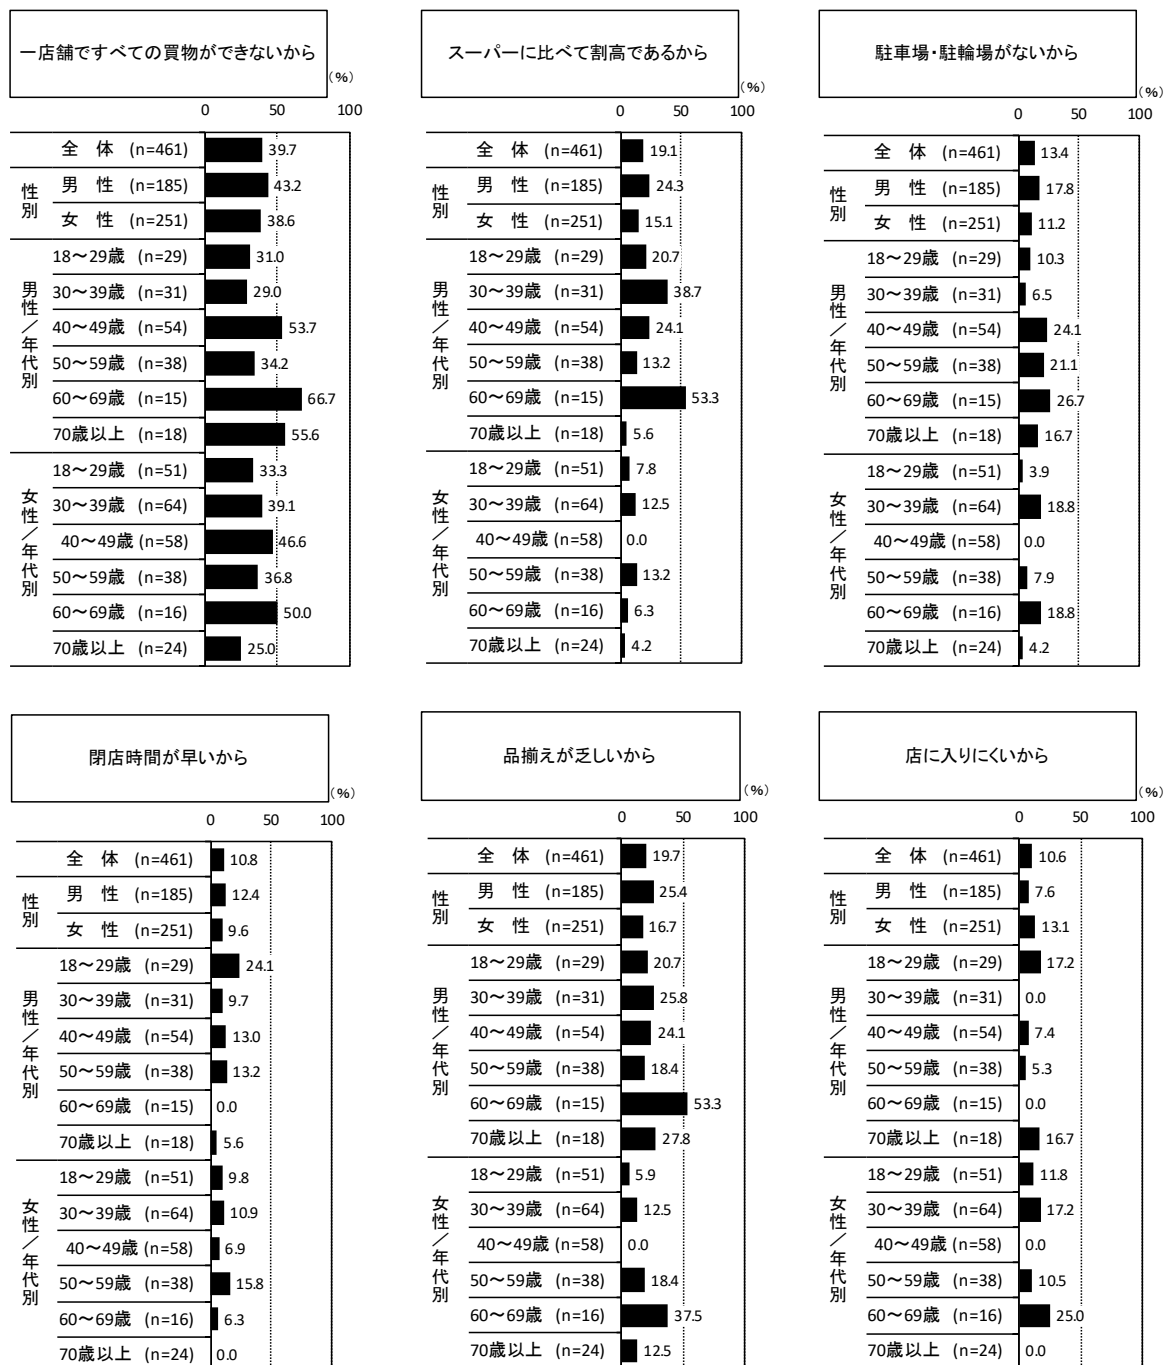 一店舗ですべての買物ができないから
(%)
0 50 100
全 体 (n=461) 39.7
性別
男 性 (n=185) 43.2
女 性 (n=251) 38.6
男性/年代別
18〜29歳 (n=29) 31.0
30〜39歳 (n=31) 29.0
40〜49歳 (n=54) 53.7
50〜59歳 (n=38) 34.2
60〜69歳 (n=15) 66.7
70歳以上 (n=18) 55.6
女性/年代別
18〜29歳 (n=51) 33.3
30〜39歳 (n=64) 39.1
40〜49歳 (n=58) 46.6
50〜59歳 (n=38) 36.8
60〜69歳 (n=16) 50.0
70歳以上 (n=24) 25.0
スーパーに比べて割高であるから
(%)
0 50 100
全 体 (n=461) 19.1
性別
男 性 (n=185) 24.3
女 性 (n=251) 15.1
男性/年代別
18〜29歳 (n=29) 20.7
30〜39歳 (n=31) 38.7
40〜49歳 (n=54) 24.1
50〜59歳 (n=38) 13.2
60〜69歳 (n=15) 53.3
70歳以上 (n=18) 5.6
女性/年代別
18〜29歳 (n=51) 7.8
30〜39歳 (n=64) 12.5
40〜49歳 (n=58) 0.0
50〜59歳 (n=38) 13.2
60〜69歳 (n=16) 6.3
70歳以上 (n=24) 4.2
駐車場・駐輪場がないから
(%)
0 50 100
全 体 (n=461) 13.4
性別
男 性 (n=185) 17.8
女 性 (n=251) 11.2
男性/年代別
18〜29歳 (n=29) 10.3
30〜39歳 (n=31) 6.5
40〜49歳 (n=54) 24.1
50〜59歳 (n=38) 21.1
60〜69歳 (n=15) 26.7
70歳以上 (n=18) 16.7
女性/年代別
18〜29歳 (n=51) 3.9
30〜39歳 (n=64) 18.8
40〜49歳 (n=58) 0.0
50〜59歳 (n=38) 7.9
60〜69歳 (n=16) 18.8
70歳以上 (n=24) 4.2
閉店時間が早いから
(%)
0 50 100
全 体 (n=461) 10.8
性別
男 性 (n=185) 12.4
女 性 (n=251) 9.6
男性/年代別
18〜29歳 (n=29) 24.1
30〜39歳 (n=31) 9.7
40〜49歳 (n=54) 13.0
50〜59歳 (n=38) 13.2
60〜69歳 (n=15) 0.0
70歳以上 (n=18) 5.6
女性/年代別
18〜29歳 (n=51) 9.8
30〜39歳 (n=64) 10.9
40〜49歳 (n=58) 6.9
50〜59歳 (n=38) 15.8
60〜69歳 (n=16) 6.3
70歳以上 (n=24) 0.0
品揃えが乏しいから
(%)
0 50 100
全 体 (n=461) 19.7
性別
男 性 (n=185) 25.4
女 性 (n=251) 16.7
男性/年代別
18〜29歳 (n=29) 20.7
30〜39歳 (n=31) 25.8
40〜49歳 (n=54) 24.1
50〜59歳 (n=38) 18.4
60〜69歳 (n=15) 53.3
70歳以上 (n=18) 27.8
女性/年代別
18〜29歳 (n=51) 5.9
30〜39歳 (n=64) 12.5
40〜49歳 (n=58) 0.0
50〜59歳 (n=38) 18.4
60〜69歳 (n=16) 37.5
70歳以上 (n=24) 12.5
店に入りにくいから
(%)
0 50 100
全 体 (n=461) 10.6
性別
男 性 (n=185) 7.6
女 性 (n=251) 13.1
男性/年代別
18〜29歳 (n=29) 17.2
30〜39歳 (n=31) 0.0
40〜49歳 (n=54) 7.4
50〜59歳 (n=38) 5.3
60〜69歳 (n=15) 0.0
70歳以上 (n=18) 16.7
女性/年代別
18〜29歳 (n=51) 11.8
30〜39歳 (n=64) 17.2
40〜49歳 (n=58) 0.0
50〜59歳 (n=38) 10.5
60〜69歳 (n=16) 25.0
70歳以上 (n=24) 0.0